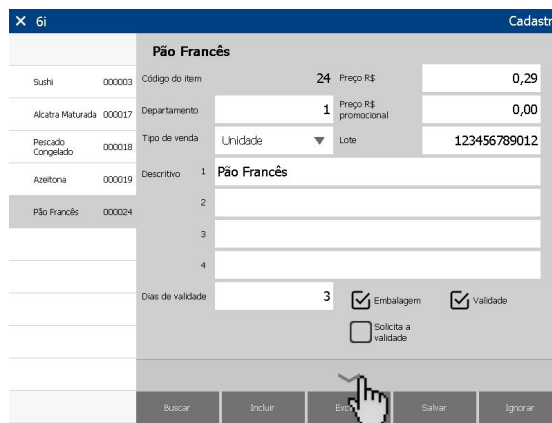 6i
Cadastr
Pão Francês
Sushi 000003
Alcatra Maturada 000017
Pescado
Congelado 000018
Azeitona 000019
Pão Francês 000024
Código do item 24
Preço R$ 0,29
Departamento 1
Preço R$
promocional 0,00
Tipo de venda Unidade
Lote 123456789012
Descritivo 1 Pão Francês
2
3
4
Dias de validade 3
Embalagem
Validade
Solicita a
validade
Buscar
Incluir
Salvar
Ignorar